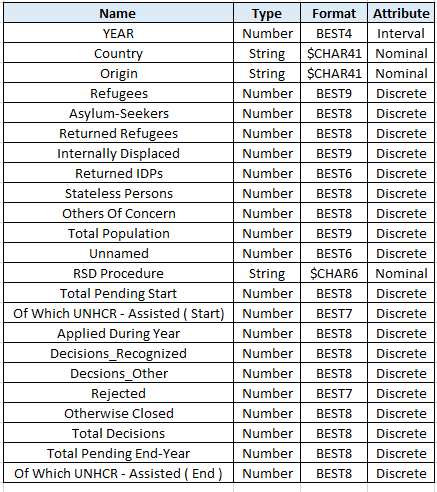 Name Type Format Attribute
YEAR Number BEST4 Interval
Country String $CHAR41 Nominal
Origin String $CHAR41 Nominal
Refugees Number BEST9 Discrete
Asylum-Seekers Number BEST8 Discrete
Returned Refugees Number BEST8 Discrete
Internally Displaced Number BEST9 Discrete
Returned IDPs Number BEST6 Discrete
Stateless Persons Number BEST8 Discrete
Others Of Concern Number BEST8 Discrete
Total Population Number BEST9 Discrete
Unnamed Number BEST6 Discrete
RSD Procedure String $CHAR6 Nominal
Total Pending Start Number BEST8 Discrete
Of Which UNHCR - Assisted ( Start) Number BEST7 Discrete
Applied During Year Number BEST8 Discrete
Decisions_Recognized Number BEST8 Discrete
Decsions_Other Number BEST8 Discrete
Rejected Number BEST7 Discrete
Otherwise Closed Number BEST8 Discrete
Total Decisions Number BEST8 Discrete
Total Pending End-Year Number BEST8 Discrete
Of Which UNHCR - Assisted ( End ) Number BEST8 Discrete